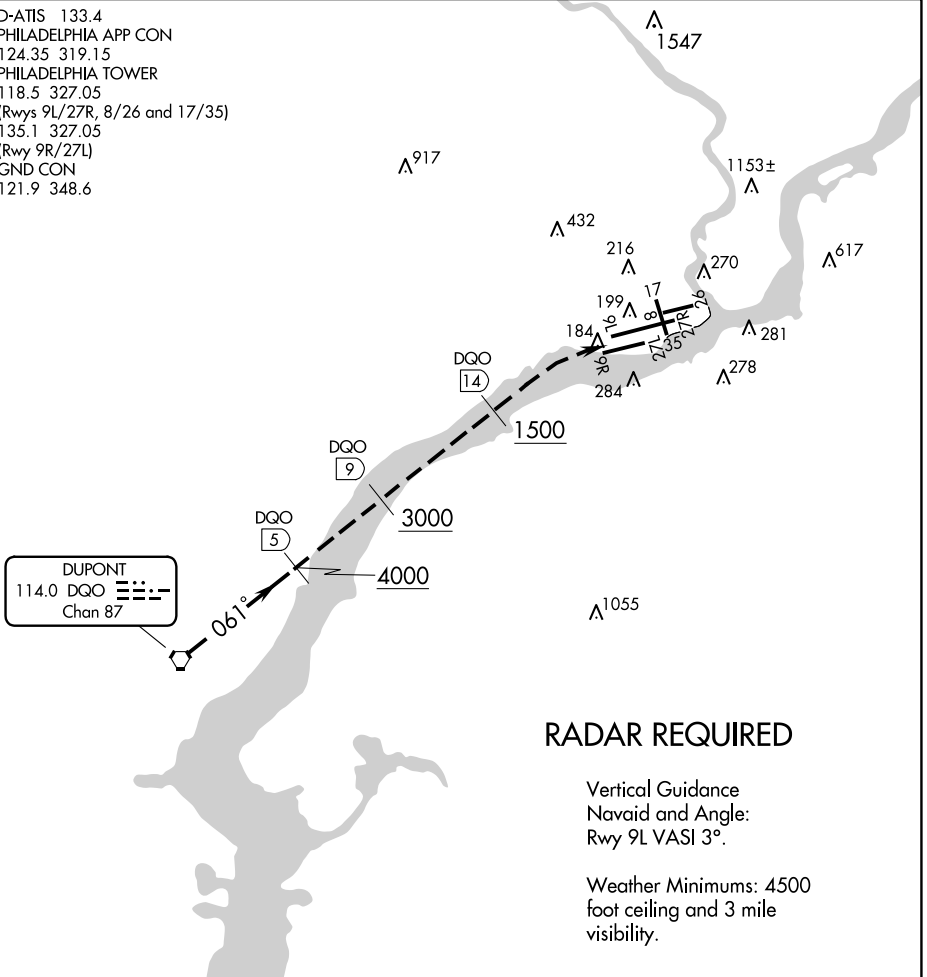 D-ATIS 133.4
PHILADELPHIA APP CON
124.35 319.15
PHILADELPHIA TOWER
118.5 327.05
(Rwys 9L/27R, 8/26 and 17/35)
135.1 327.05
(Rwy 9R/27L)
GND CON
121.9 348.6
1547
917
1153±
432
216
270
617
199
17
26
8
9L
27R
184
281
35
27L
9R
DQO
14
284
278
1500
DQO
9
3000
DQO
5
4000
DUPONT
114.0 DQO
Chan 87
061°
1055
RADAR REQUIRED
Vertical Guidance
Navaid and Angle:
Rwy 9L VASI 3°.
Weather Minimums: 4500
foot ceiling and 3 mile
visibility.